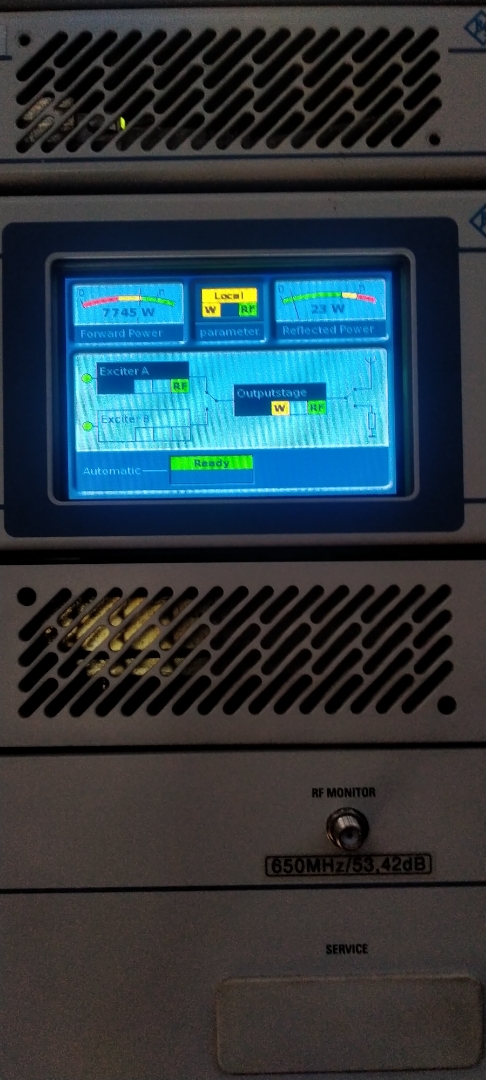 Local
W RF
7745 W
23 W
Forward Power
parameter
Reflected Power
Exciter A
RF
Outputstage
W RF
Exciter B
Automatic
Ready
RF MONITOR
650MHz/53,42dB
SERVICE